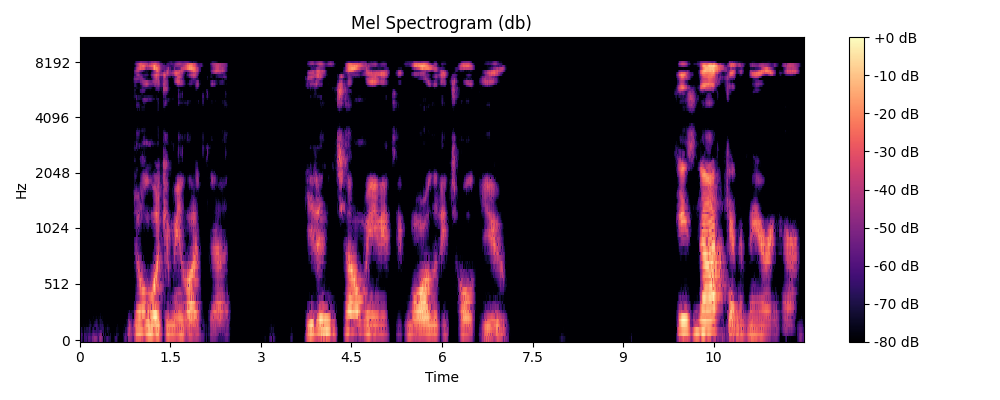 Mel Spectrogram (db)
Hz
8192
4096
2048
1024
512
0
0 1.5 3 4.5 6 7.5 9 10
Time
+0 dB
-10 dB
-20 dB
-30 dB
-40 dB
-50 dB
-60 dB
-70 dB
-80 dB